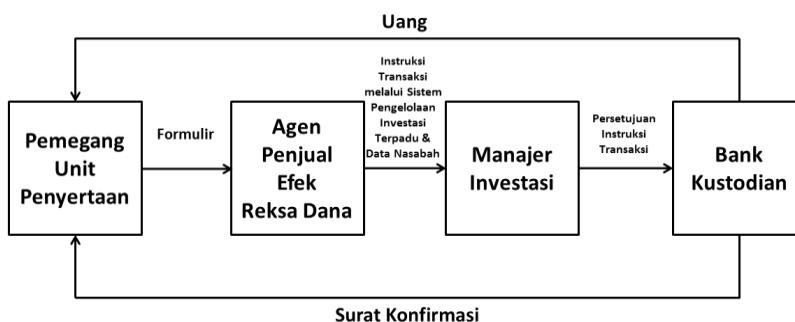 Uang
Pemegang
Unit
Penyertaan
Formulir
Agen
Penjual
Efek
Reksa Dana
Instruksi
Transaksi
melalui Sistem
Pengelolaan
Investasi
Terpadu &
Data Nasabah
Manajer
Investasi
Persetujuan
Instruksi
Transaksi
Bank
Kustodian
Surat Konfirmasi